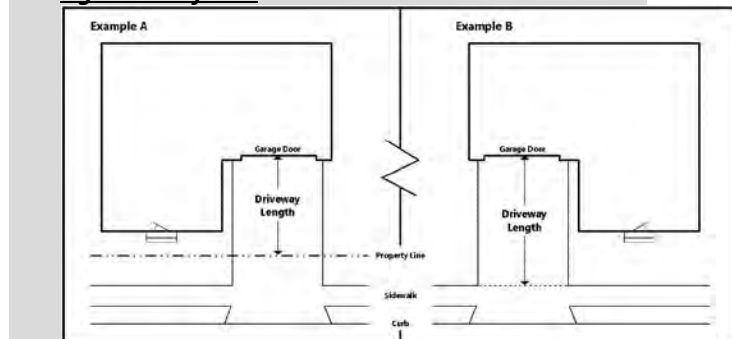 Example A
Example B
Garage Door
Garage Door
Driveway
Length
Driveway
Length
Property Line
Sidewalk
Curb